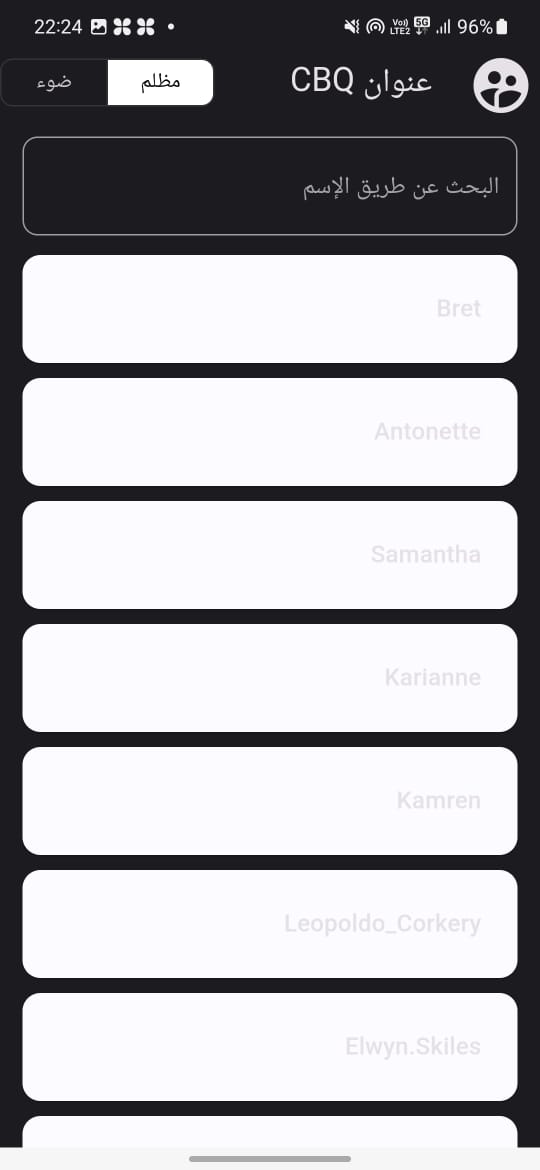 22:24 Vo)) LTE2 5G 96%
عنوان CBQ
مظلم ضوء
البحث عن طريق الإسم
Bret
Antonette
Samantha
Karianne
Kamren
Leopoldo_Corkery
Elwyn.Skiles